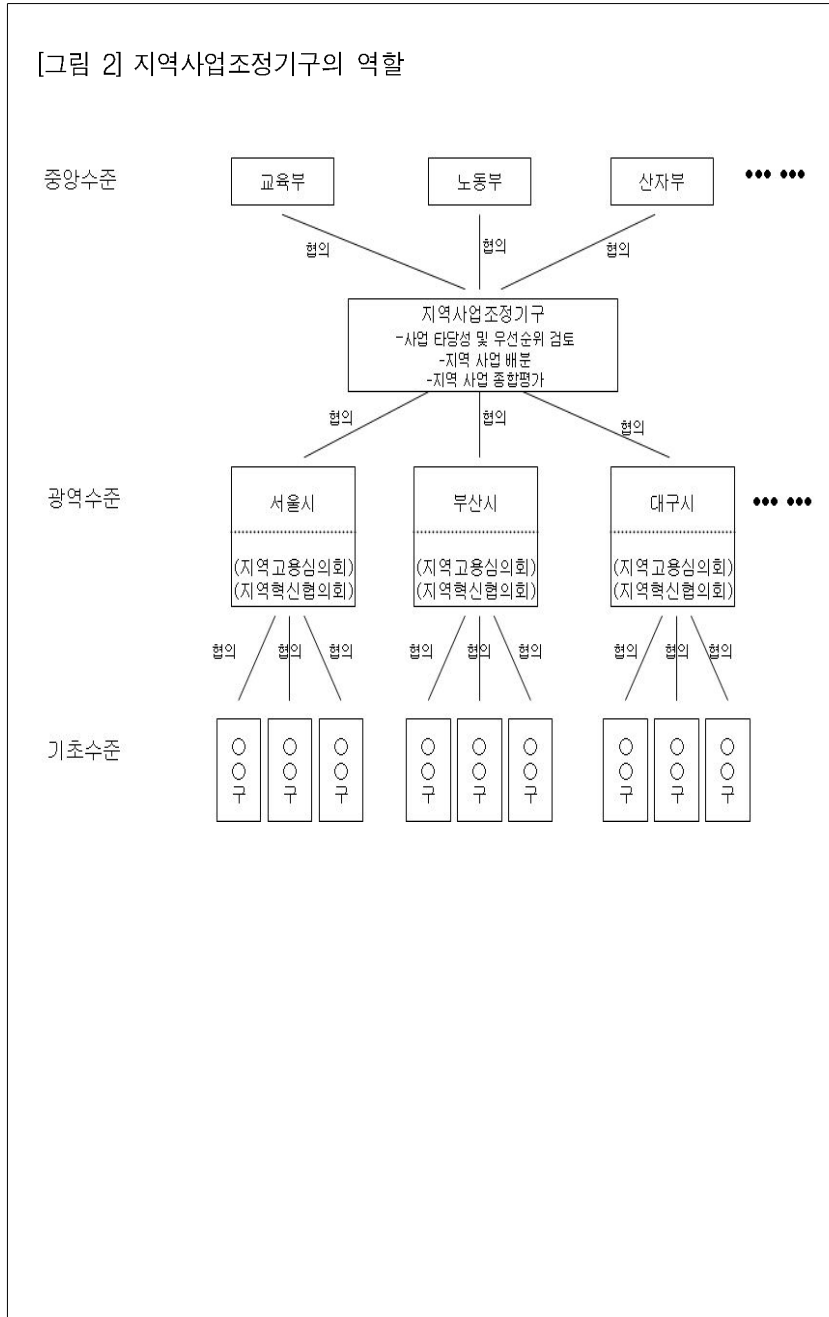 [그림 2] 지역사업조정기구의 역할
중앙수준 교육부 노동부 산자부 ●●● ●●●
협의 협의 협의
지역사업조정기구
-사업 타당성 및 우선순위 검토
-지역 사업 배분
-지역 사업 종합평가
협의 협의 협의
광역수준 서울시 부산시 대구시 ●●● ●●●
(지역고용심의회) (지역고용심의회) (지역고용심의회)
(지역혁신협의회) (지역혁신협의회) (지역혁신협의회)
협의 협의 협의 협의 협의 협의 협의 협의 협의
기초수준 ○○구 ○○구 ○○구 ○○구 ○○구 ○○구 ○○구 ○○구 ○○구